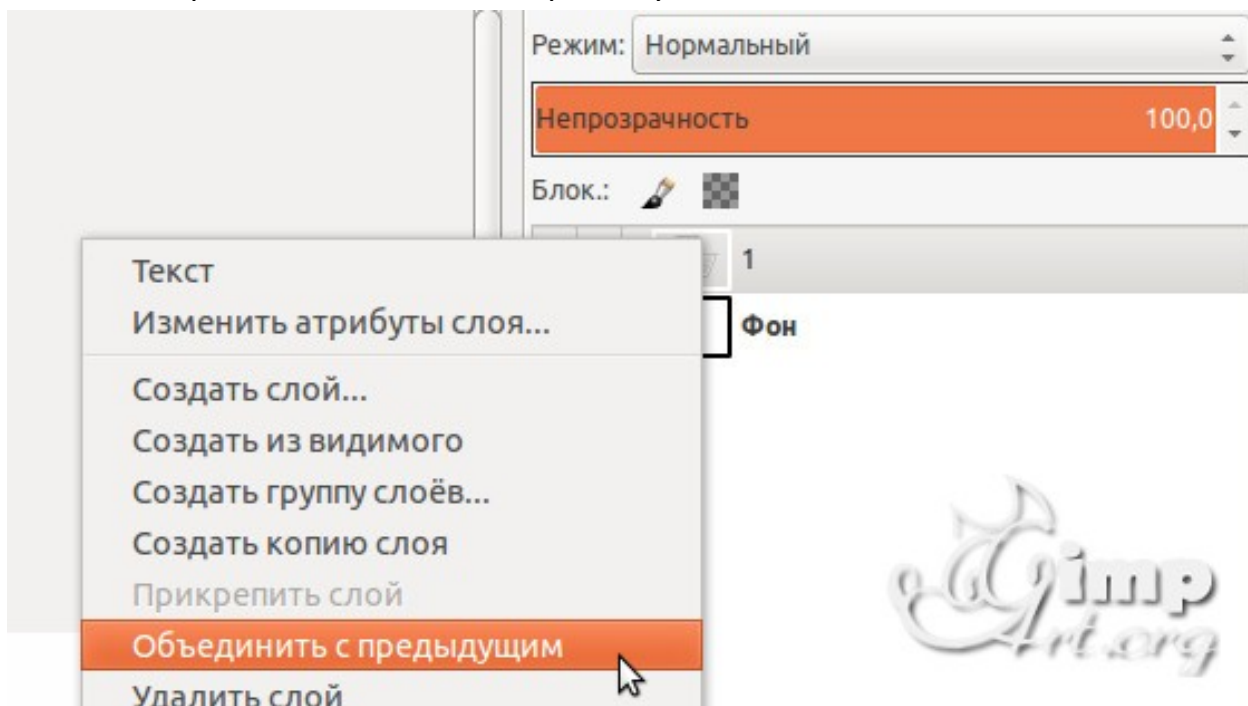 Режим: Нормальный
Непрозрачность 100,0
Блок.:
1
Фон
Текст
Изменить атрибуты слоя...
Создать слой...
Создать из видимого
Создать группу слоёв...
Создать копию слоя
Прикрепить слой
Объединить с предыдущим
Удалить слой
Gimp
Art.org